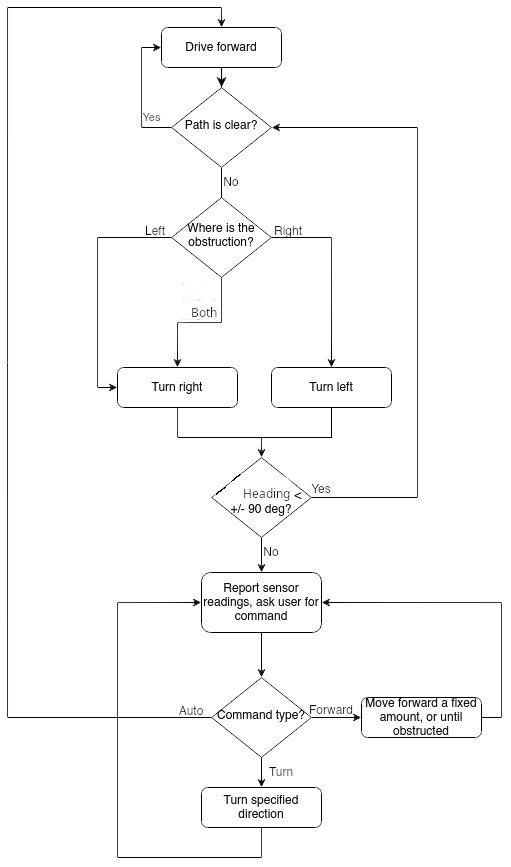 Drive forward
Path is clear?
Yes
No
Where is the
obstruction?
Left
Right
Both
Turn right
Turn left
Heading <
+/- 90 deg?
Yes
No
Report sensor
readings, ask user for
command
Command type?
Auto
Forward
Move forward a fixed
amount, or until
obstructed
Turn
Turn specified
direction